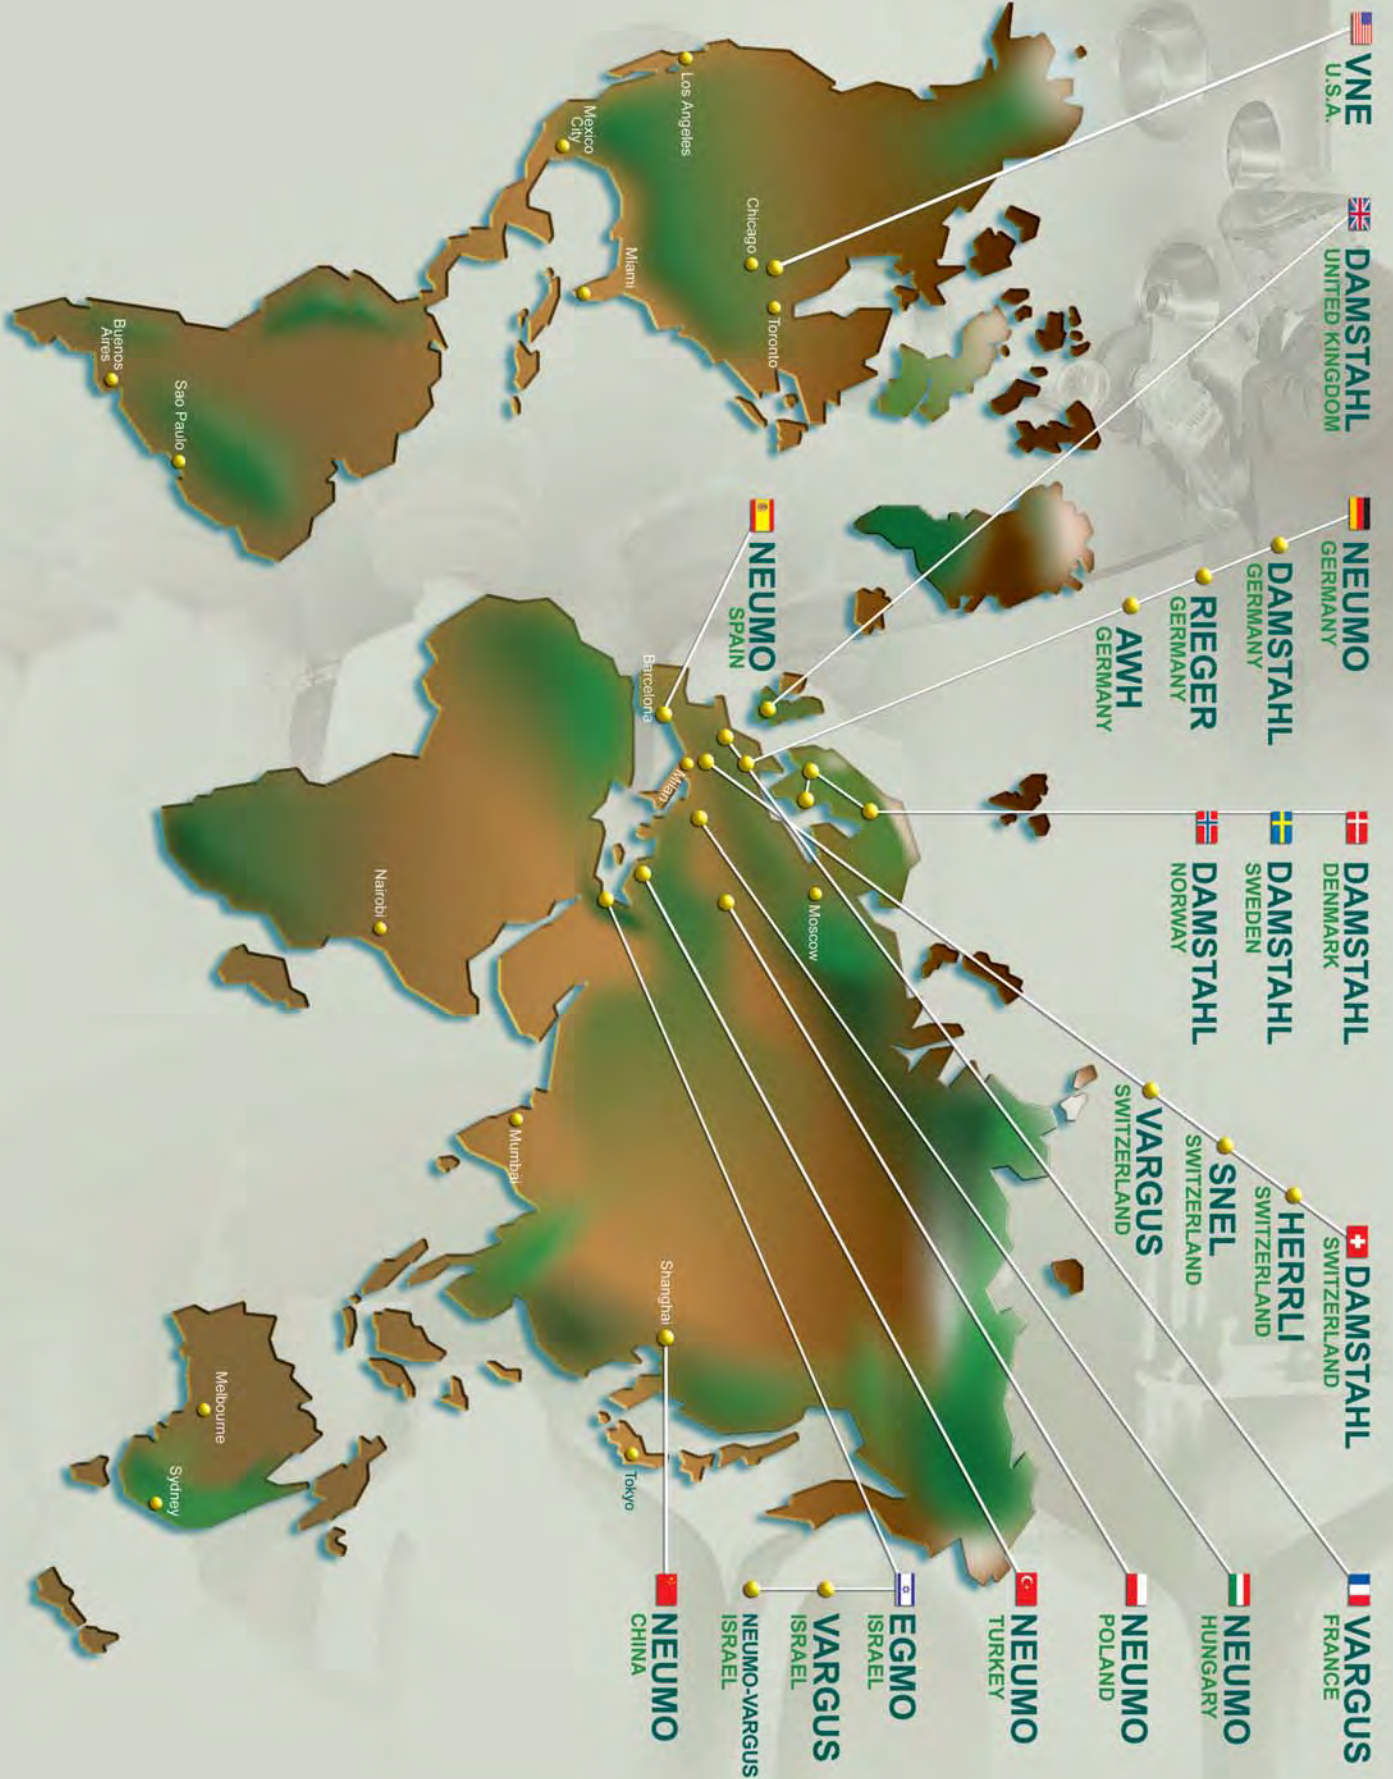 VNE
U.S.A.
DAMSTAHL
UNITED KINGDOM
NEUMO
GERMANY
DAMSTAHL
GERMANY
RIEGER
GERMANY
AWH
GERMANY
DAMSTAHL
DENMARK
DAMSTAHL
SWEDEN
DAMSTAHL
NORWAY
DAMSTAHL
SWITZERLAND
HERRLI
SWITZERLAND
SNEL
SWITZERLAND
VARGUS
SWITZERLAND
VARGUS
FRANCE
NEUMO
HUNGARY
NEUMO
POLAND
NEUMO
TURKEY
EGMO
ISRAEL
VARGUS
ISRAEL
NEUMO-VARGUS
ISRAEL
NEUMO
CHINA
NEUMO
SPAIN
Los Angeles
Mexico
City
Chicago
Miami
Toronto
Buenos
Aires
Sao Paulo
Barcelona
Milan
Moscow
Nairobi
Mumbai
Shanghai
Tokyo
Melbourne
Sydney